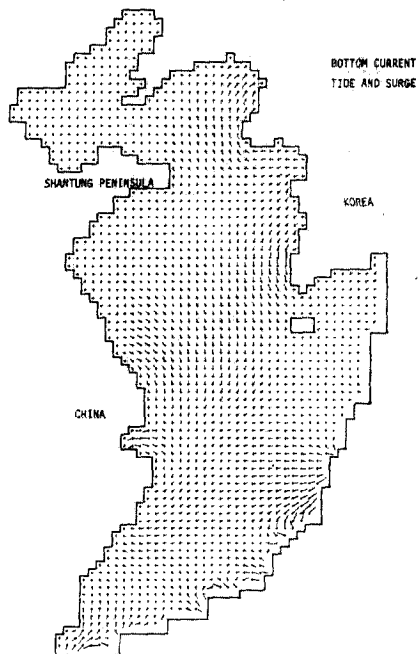 BOTTOM CURRENT
TIDE AND SURGE
SHANTUNG PENINSULA
KOREA
CHINA